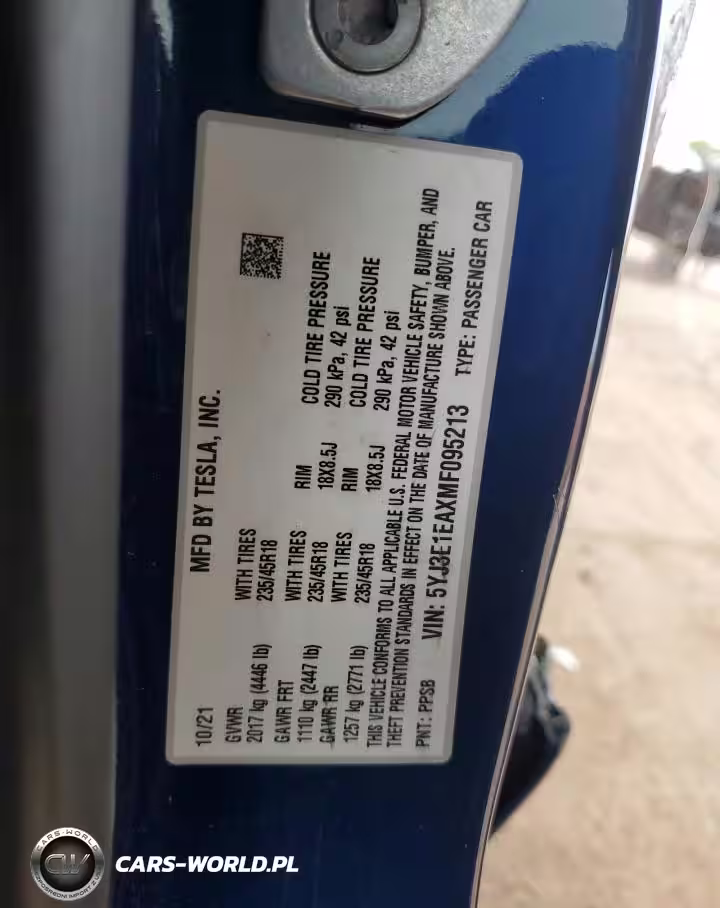 10/21 MFD BY TESLA, INC.
GVWR WITH TIRES
2017 kg (4446 lb) 235/45R18
GAWR FRT WITH TIRES RIM COLD TIRE PRESSURE
1110 kg (2447 lb) 235/45R18 18X8.5J 290 kPa, 42 psi
GAWR RR WITH TIRES RIM COLD TIRE PRESSURE
1257 kg (2771 lb) 235/45R18 18X8.5J 290 kPa, 42 psi
THIS VEHICLE CONFORMS TO ALL APPLICABLE U.S. FEDERAL MOTOR VEHICLE SAFETY, BUMPER, AND
THEFT PREVENTION STANDARDS IN EFFECT ON THE DATE OF MANUFACTURE SHOWN ABOVE.
PNT: PPSB VIN: 5YJ3E1EAXMF095213 TYPE: PASSENGER CAR
CARS-WORLD
CW
CARS-WORLD.PL